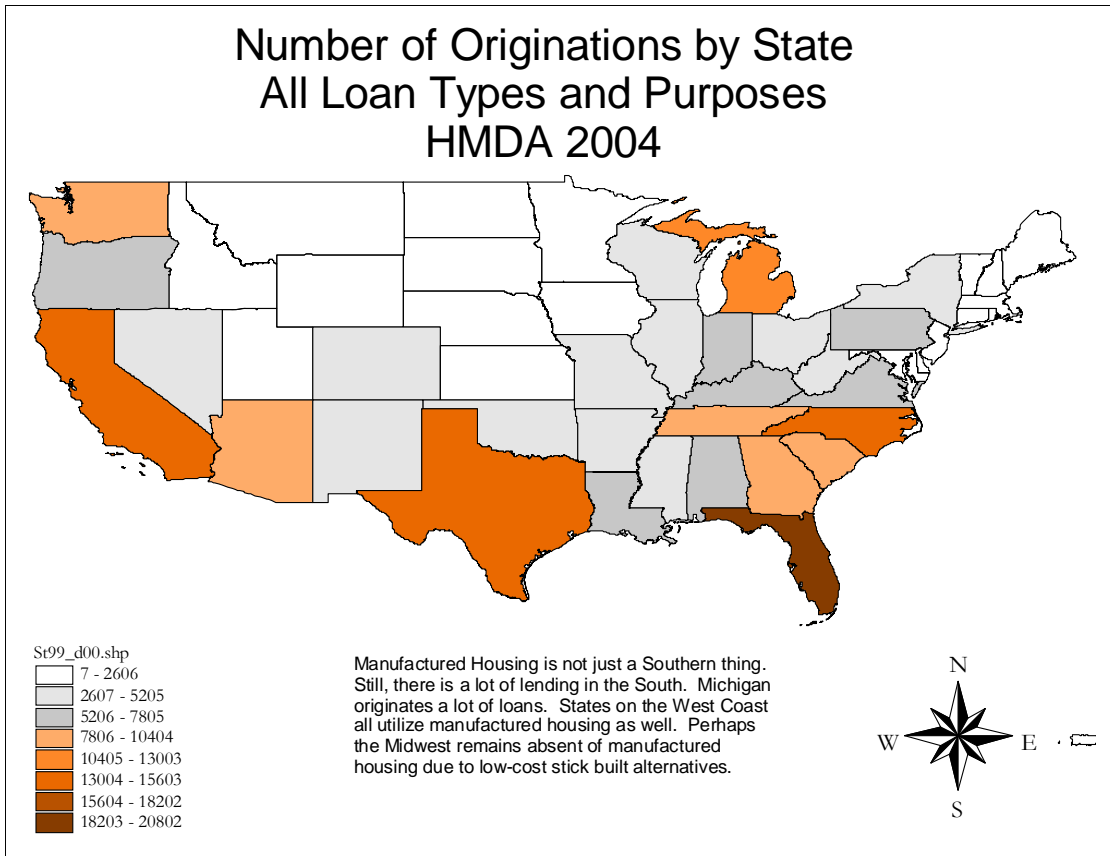 Number of Originations by State
All Loan Types and Purposes
HMDA 2004
St99_d00.shp
7 - 2606
2607 - 5205
5206 - 7805
7806 - 10404
10405 - 13003
13004 - 15603
15604 - 18202
18203 - 20802
Manufactured Housing is not just a Southern thing.
Still, there is a lot of lending in the South. Michigan
originates a lot of loans. States on the West Coast
all utilize manufactured housing as well. Perhaps
the Midwest remains absent of manufactured
housing due to low-cost stick built alternatives.
N
W E
S